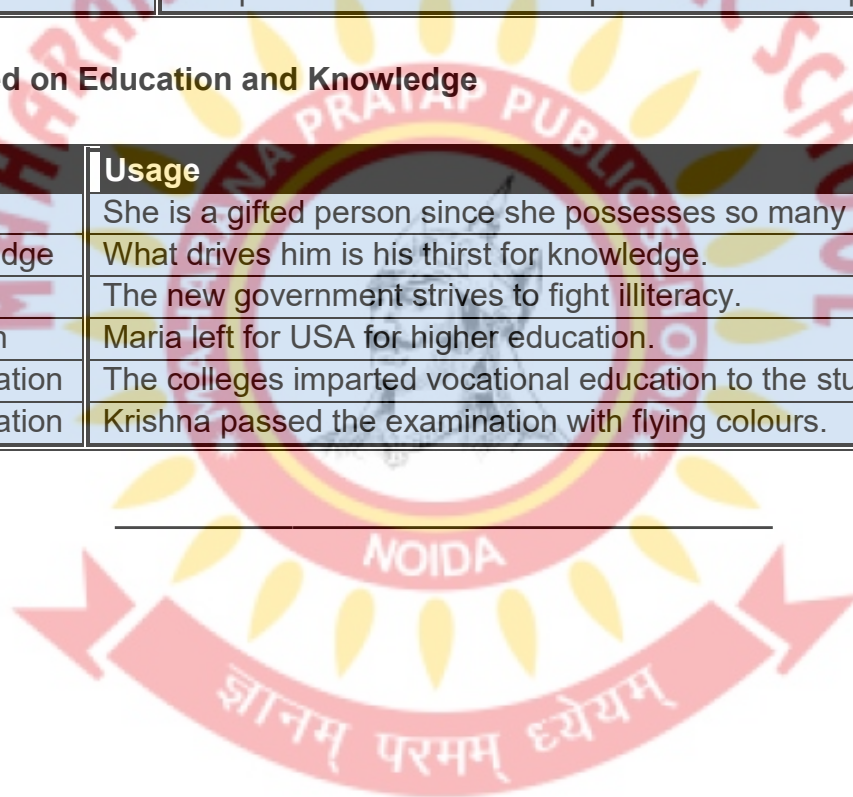 d on Education and Knowledge
Usage
She is a gifted person since she possesses so many
dge What drives him is his thirst for knowledge.
The new government strives to fight illiteracy.
n Maria left for USA for higher education.
ation The colleges imparted vocational education to the stu
ation Krishna passed the examination with flying colours.
MAHARANA PRATAP PUBLIC SCHOOL
NOIDA
ज्ञानम् परमम् ध्येयम्